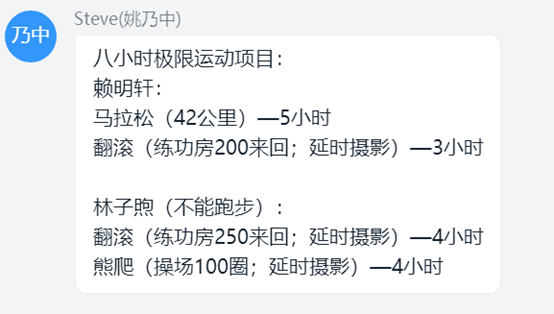 乃中
Steve(姚乃中)
八小时极限运动项目：
赖明轩：
马拉松（42公里）—5小时
翻滚（练功房200来回；延时摄影）—3小时
林子煦（不能跑步）：
翻滚（练功房250来回；延时摄影）—4小时
熊爬（操场100圈；延时摄影）—4小时